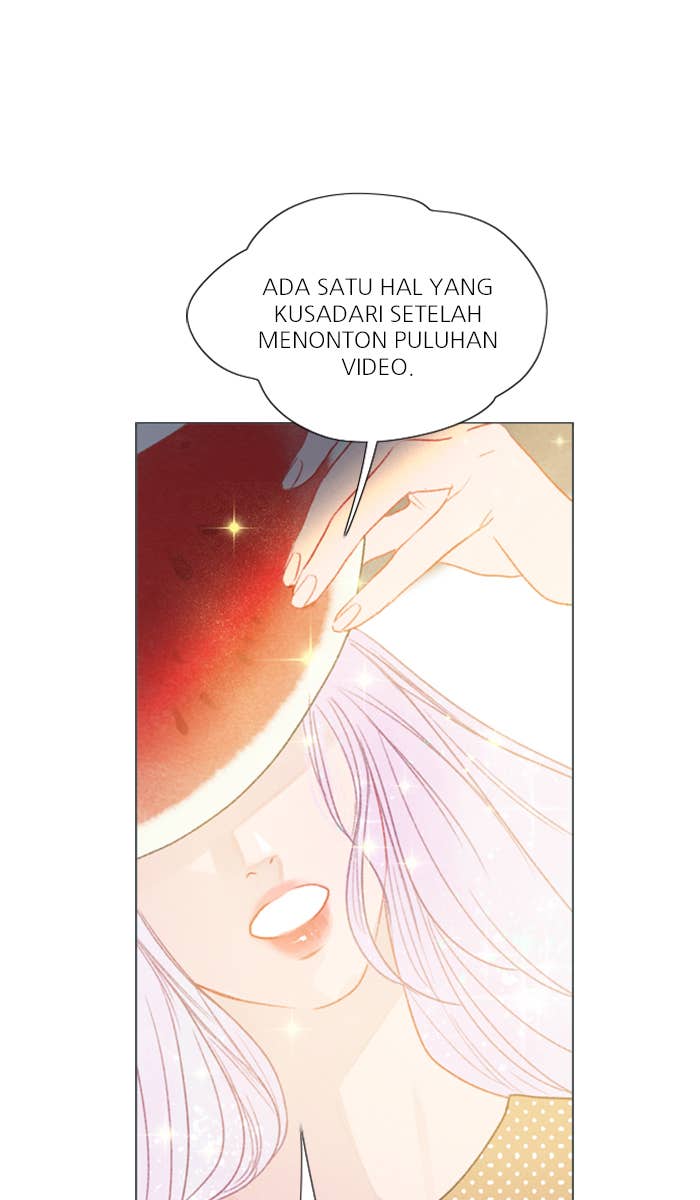 ADA SATU HAL YANG
KUSADARI SETELAH
MENONTON PULUHAN
VIDEO.